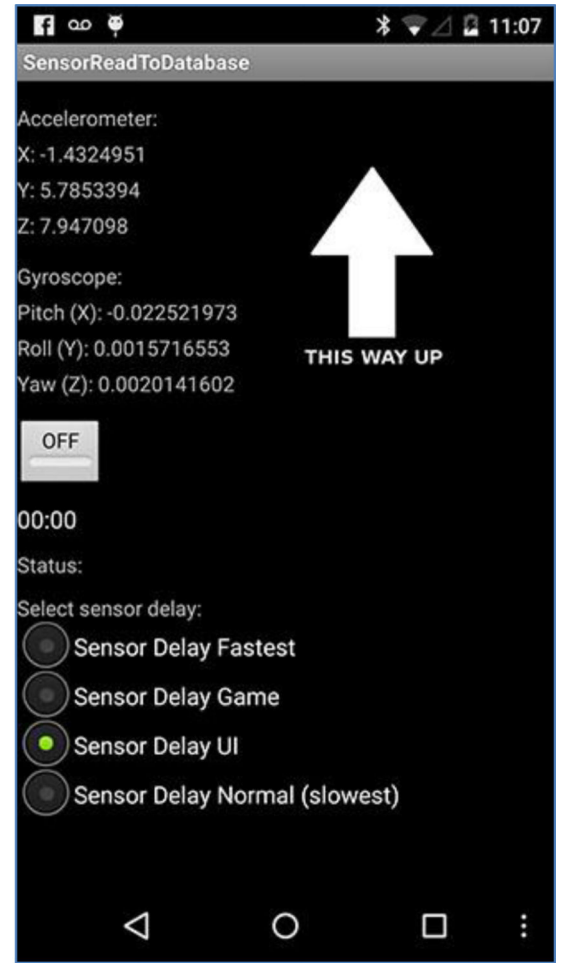 11:07
SensorReadToDatabase
Accelerometer:
X: -1.4324951
Y: 5.7853394
Z: 7.947098
Gyroscope:
Pitch (X): -0.022521973
Roll (Y): 0.0015716553
Yaw (Z): 0.0020141602
THIS WAY UP
OFF
00:00
Status:
Select sensor delay:
Sensor Delay Fastest
Sensor Delay Game
Sensor Delay UI
Sensor Delay Normal (slowest)